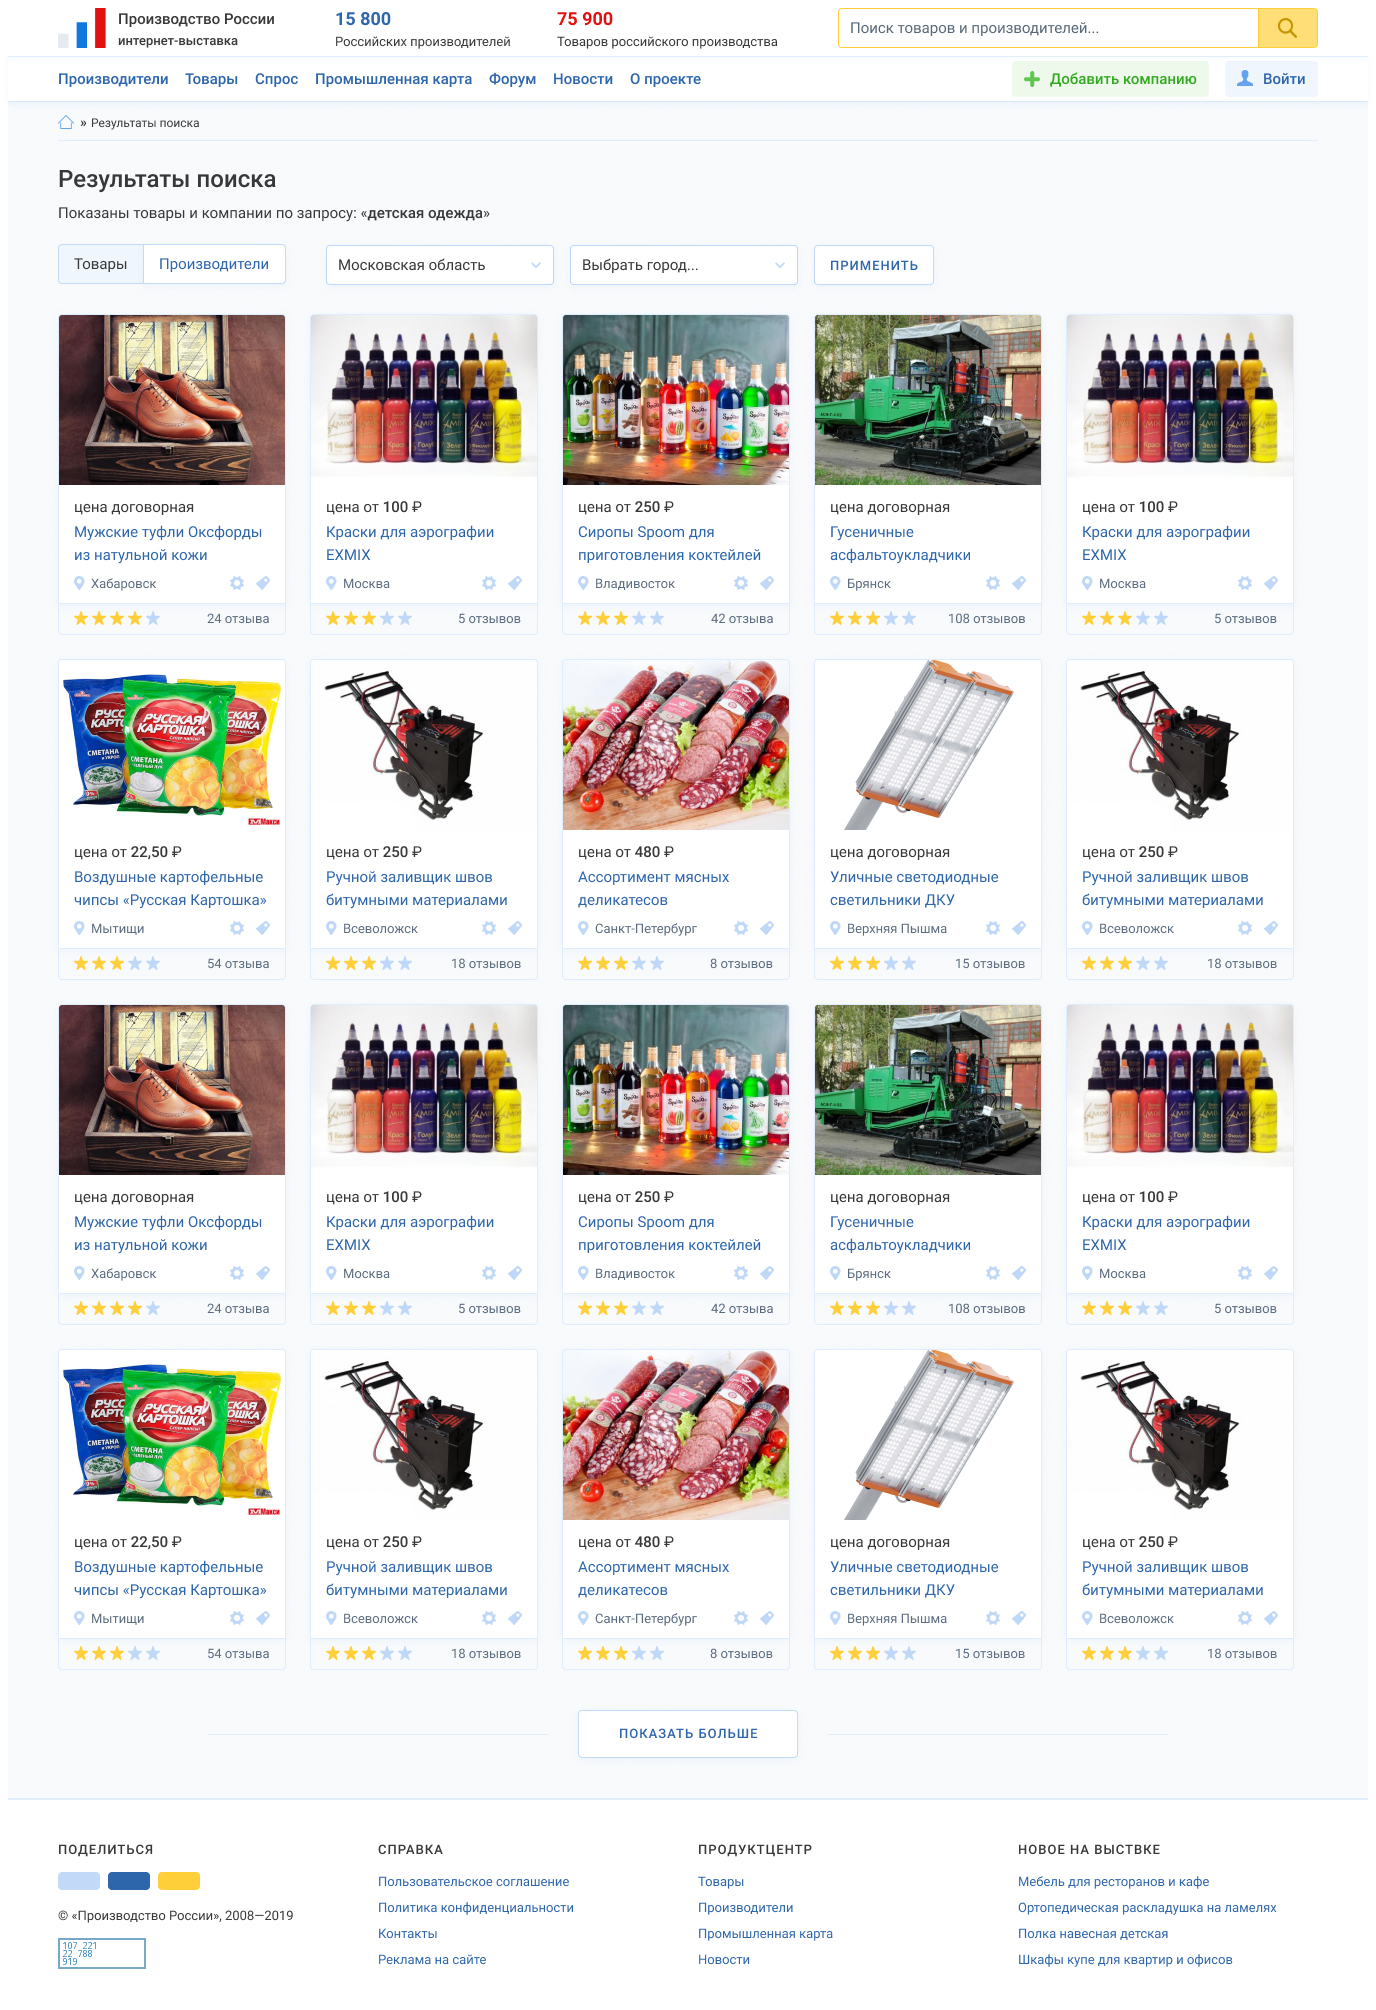 Производство России
интернет-выставка
15 800
Российских производителей
75 900
Товаров российского производства
Поиск товаров и производителей...
Производители Товары Спрос Промышленная карта Форум Новости О проекте
Добавить компанию
Войти
» Результаты поиска
Результаты поиска
Показаны товары и компании по запросу: «детская одежда»
Товары Производители
Московская область
Выбрать город...
ПРИМЕНИТЬ
цена договорная
Мужские туфли Оксфорды
из натульной кожи
Хабаровск
24 отзыва
цена от 100 ₽
Краски для аэрографии
EXMIX
Москва
5 отзывов
цена от 250 ₽
Сиропы Spoom для
приготовления коктейлей
Владивосток
42 отзыва
цена договорная
Гусеничные
асфальтоукладчики
Брянск
108 отзывов
цена от 100 ₽
Краски для аэрографии
EXMIX
Москва
5 отзывов
РУССКАЯ
КАРТОШКА
СМЕТАНА
цена от 22,50 ₽
Воздушные картофельные
чипсы «Русская Картошка»
Мытищи
54 отзыва
цена от 250 ₽
Ручной заливщик швов
битумными материалами
Всеволожск
18 отзывов
цена от 480 ₽
Ассортимент мясных
деликатесов
Санкт-Петербург
8 отзывов
цена договорная
Уличные светодиодные
светильники ДКУ
Верхняя Пышма
15 отзывов
цена от 250 ₽
Ручной заливщик швов
битумными материалами
Всеволожск
18 отзывов
цена договорная
Мужские туфли Оксфорды
из натульной кожи
Хабаровск
24 отзыва
цена от 100 ₽
Краски для аэрографии
EXMIX
Москва
5 отзывов
цена от 250 ₽
Сиропы Spoom для
приготовления коктейлей
Владивосток
42 отзыва
цена договорная
Гусеничные
асфальтоукладчики
Брянск
108 отзывов
цена от 100 ₽
Краски для аэрографии
EXMIX
Москва
5 отзывов
РУССКАЯ
КАРТОШКА
СМЕТАНА
цена от 22,50 ₽
Воздушные картофельные
чипсы «Русская Картошка»
Мытищи
54 отзыва
цена от 250 ₽
Ручной заливщик швов
битумными материалами
Всеволожск
18 отзывов
цена от 480 ₽
Ассортимент мясных
деликатесов
Санкт-Петербург
8 отзывов
цена договорная
Уличные светодиодные
светильники ДКУ
Верхняя Пышма
15 отзывов
цена от 250 ₽
Ручной заливщик швов
битумными материалами
Всеволожск
18 отзывов
ПОКАЗАТЬ БОЛЬШЕ
ПОДЕЛИТЬСЯ
© «Производство России», 2008—2019
107 221
22 788
919
СПРАВКА
Пользовательское соглашение
Политика конфиденциальности
Контакты
Реклама на сайте
ПРОДУКТЦЕНТР
Товары
Производители
Промышленная карта
Новости
НОВОЕ НА ВЫСТВКЕ
Мебель для ресторанов и кафе
Ортопедическая раскладушка на ламелях
Полка навесная детская
Шкафы купе для квартир и офисов